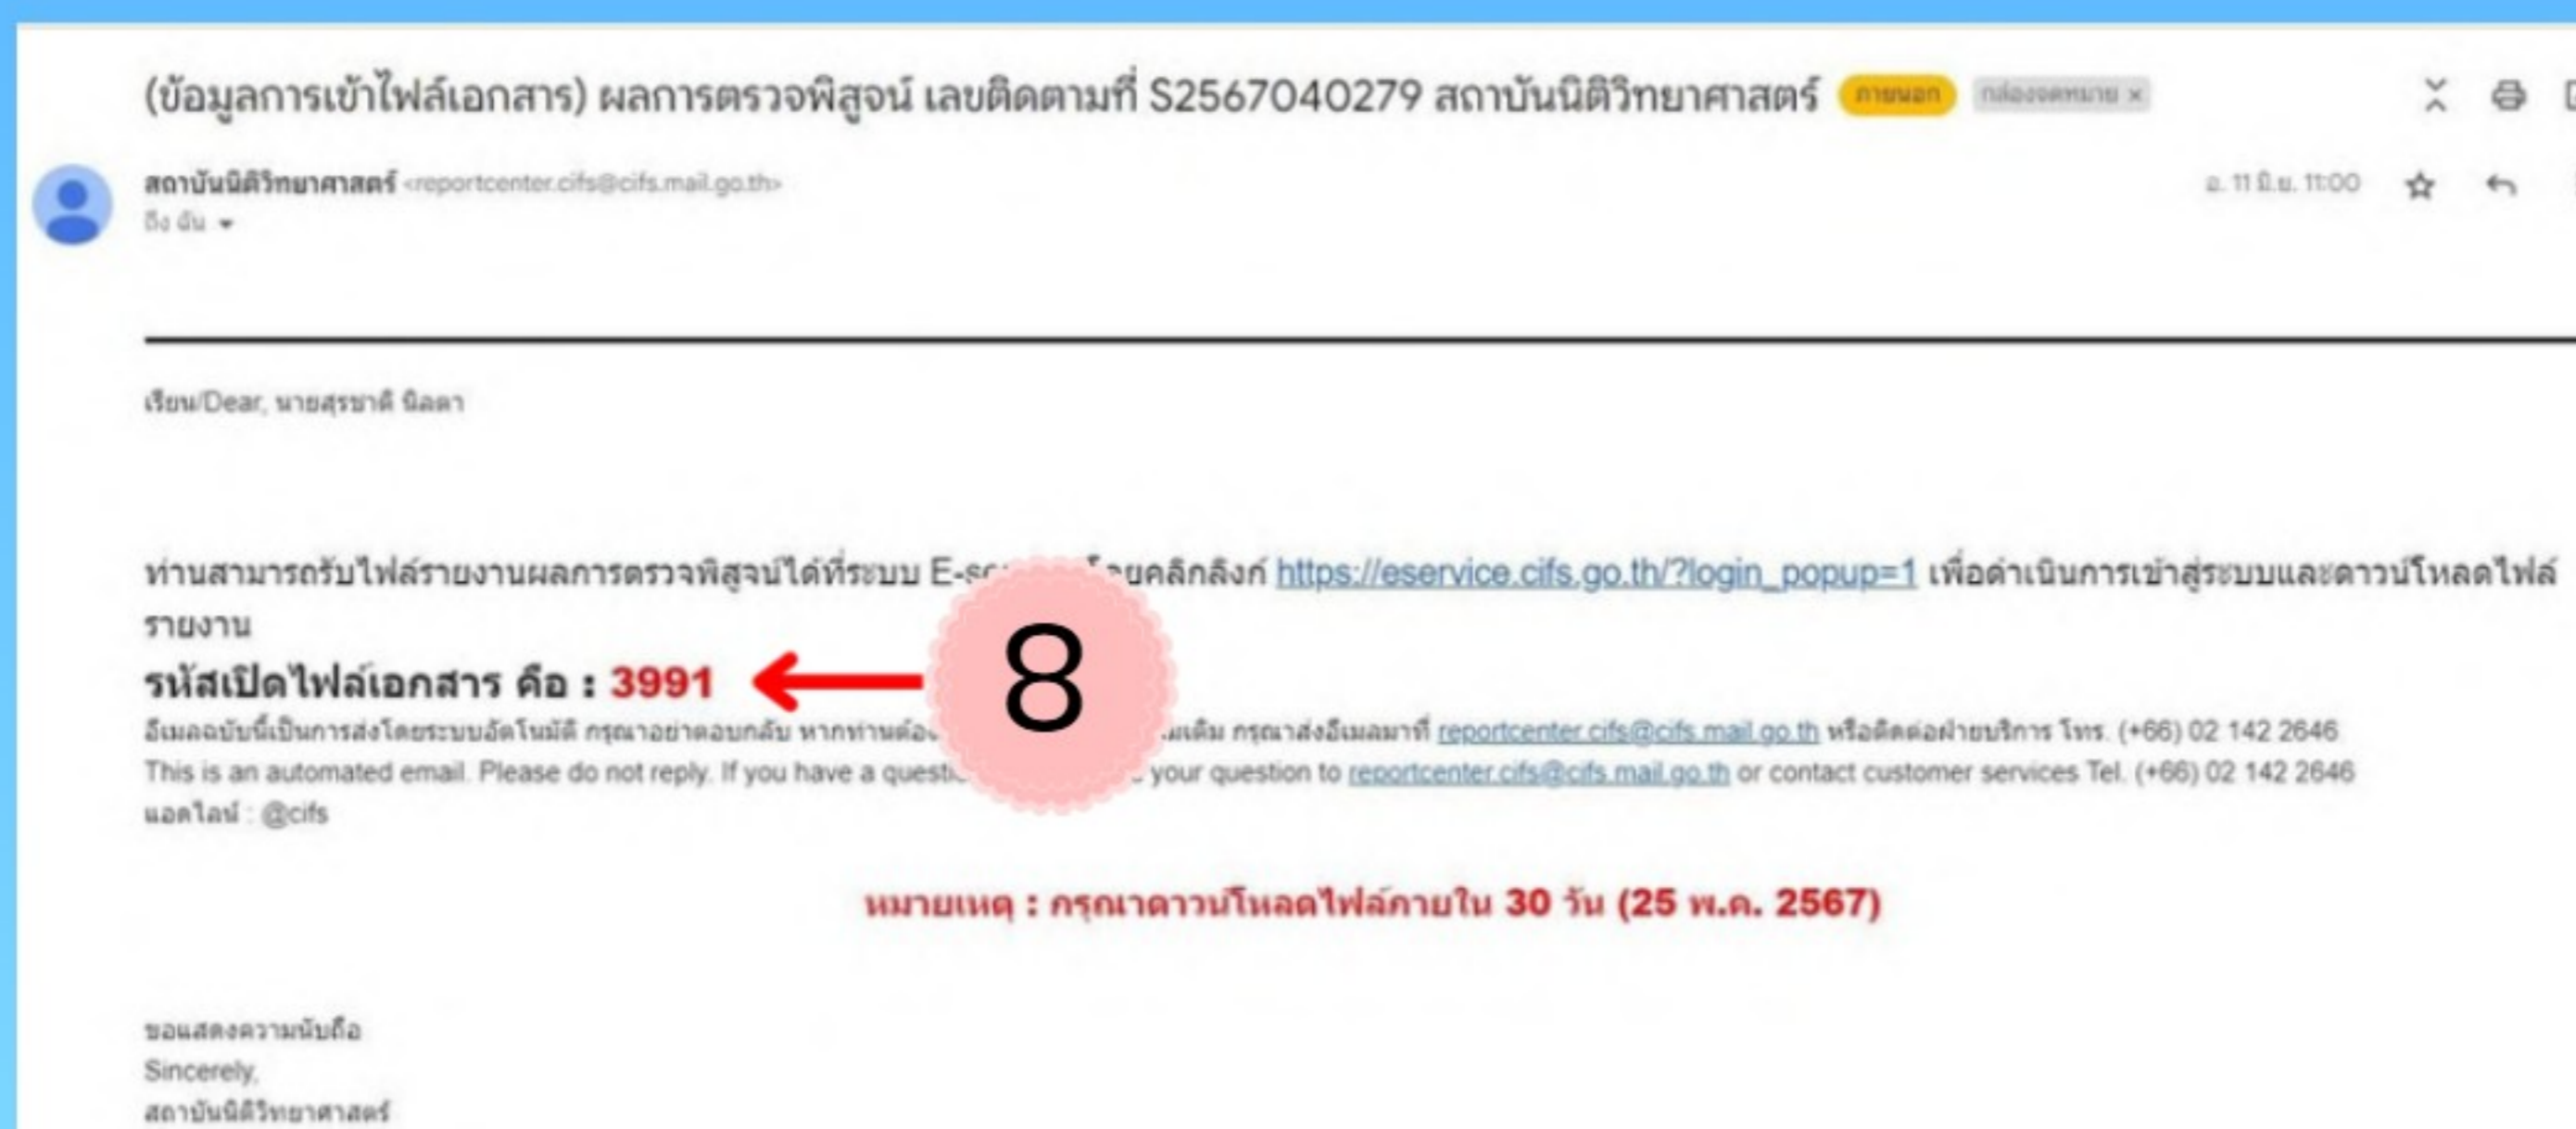 (ข้อมูลการเข้าไฟล์เอกสาร) ผลการตรวจพิสูจน์ เลขติดตามที่ S2567040279 สถาบันนิติวิทยาศาสตร์ ภายนอก กล่องจดหมาย ×
สถาบันนิติวิทยาศาสตร์ <reportcenter.cifs@cifs.mail.go.th>
อ. 11 มิ.ย. 11:00
ถึง ฉัน
เรียน/Dear, นายสุรชาติ นิลดา
ท่านสามารถรับไฟล์รายงานผลการตรวจพิสูจน์ได้ที่ระบบ คลิกลิงก์ https://eservice.cifs.go.th/?login_popup=1 เพื่อดำเนินการเข้าสู่ระบบและดาวน์โหลดไฟล์
รายงาน
รหัสเปิดไฟล์เอกสาร คือ : 3991
8
อีเมลฉบับนี้เป็นการส่งโดยระบบอัตโนมัติ กรุณาอย่าตอบกลับ หากท่าน กรุณาส่งอีเมลมาที่ reportcenter.cifs@cifs.mail.go.th หรือติดต่อฝ่ายบริการ โทร. (+66) 02 142 2646
This is an automated email. Please do not reply. If you have a your question to reportcenter.cifs@cifs.mail.go.th or contact customer services Tel. (+66) 02 142 2646
แอดไลน์ : @cifs
หมายเหตุ : กรุณาดาวน์โหลดไฟล์ภายใน 30 วัน (25 พ.ค. 2567)
ขอแสดงความนับถือ
Sincerely,
สถาบันนิติวิทยาศาสตร์